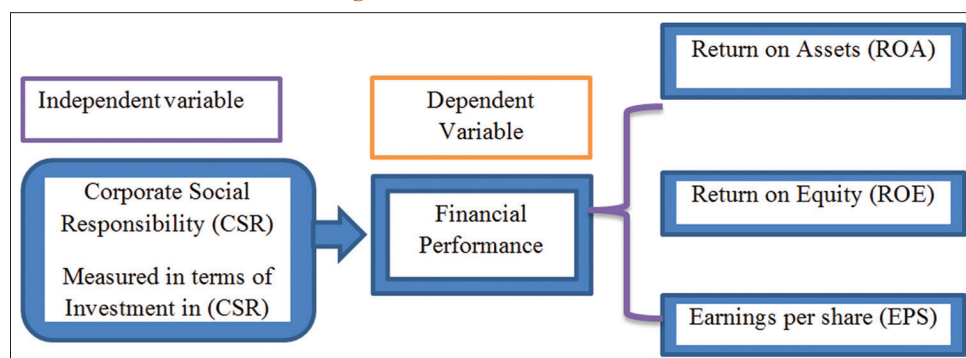 Independent variable
Corporate Social
Responsibility (CSR)
Measured in terms of
Investment in (CSR)
Dependent
Variable
Financial
Performance
Return on Assets (ROA)
Return on Equity (ROE)
Earnings per share (EPS)